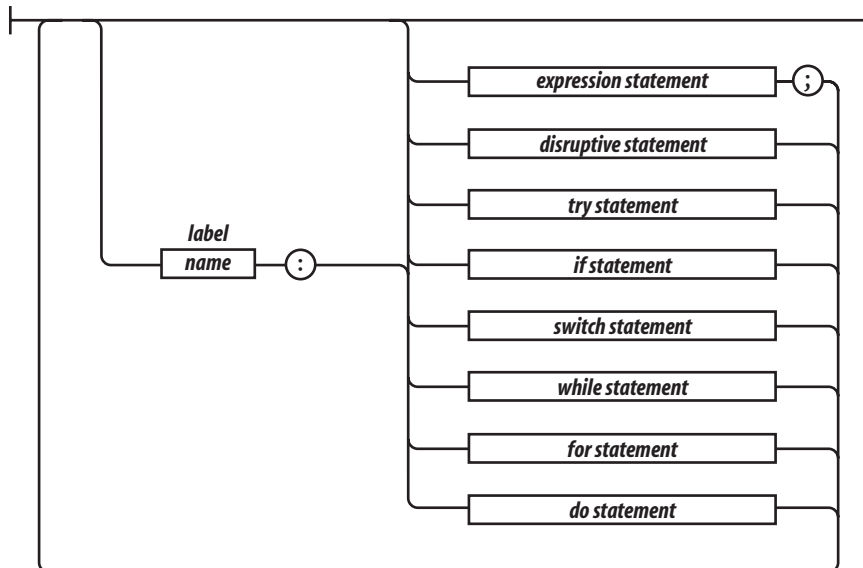 expression statement ;
disruptive statement
try statement
label
name :
if statement
switch statement
while statement
for statement
do statement